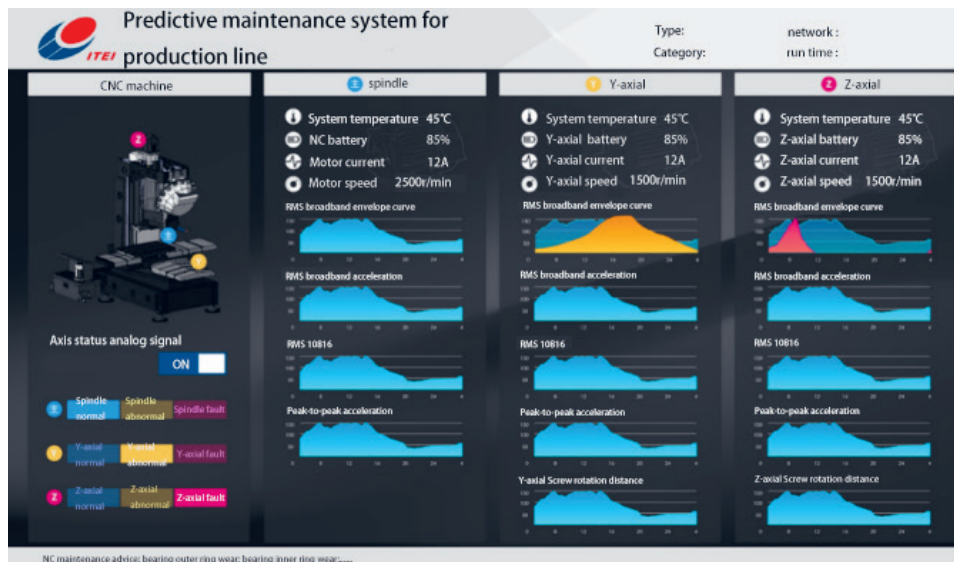 Predictive maintenance system for
production line
ITEI
Type:
network :
Category:
run time :
CNC machine
Z
Y
Axis status analog signal
ON
Spindle normal
Spindle abnormal
Spindle fault
Y
Y-axial normal
Y-axial abnormal
Y-axial fault
Z
Z-axial normal
Z-axial abnormal
Z-axial fault
spindle
System temperature 45℃
NC battery 85%
Motor current 12A
Motor speed 2500r/min
RMS broadband envelope curve
RMS broadband acceleration
RMS 10816
Peak-to-peak acceleration
Y Y-axial
System temperature 45℃
Y-axial battery 85%
Y-axial current 12A
Y-axial speed 1500r/min
RMS broadband envelope curve
RMS broadband acceleration
RMS 10816
Peak-to-peak acceleration
Y-axial Screw rotation distance
Z Z-axial
System temperature 45℃
Z-axial battery 85%
Z-axial current 12A
Z-axial speed 1500r/min
RMS broadband envelope curve
RMS broadband acceleration
RMS 10816
Peak-to-peak acceleration
Z-axial Screw rotation distance
NC maintenance advice: bearing outer ring wear; bearing inner ring wear;